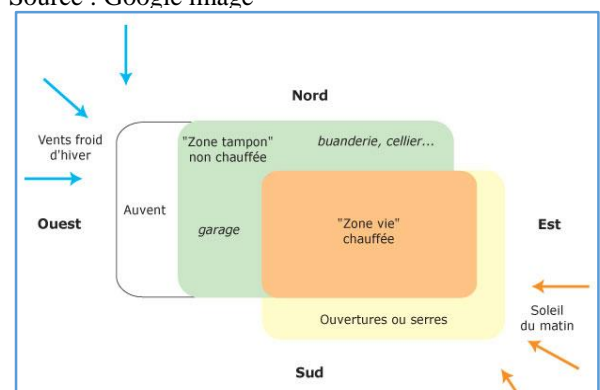 Source : Google image
Nord
Vents froid
d'hiver
"Zone tampon"
non chauffée
buanderie, cellier...
Auvent
Ouest
garage
"Zone vie"
chauffée
Est
Ouvertures ou serres
Soleil
du matin
Sud